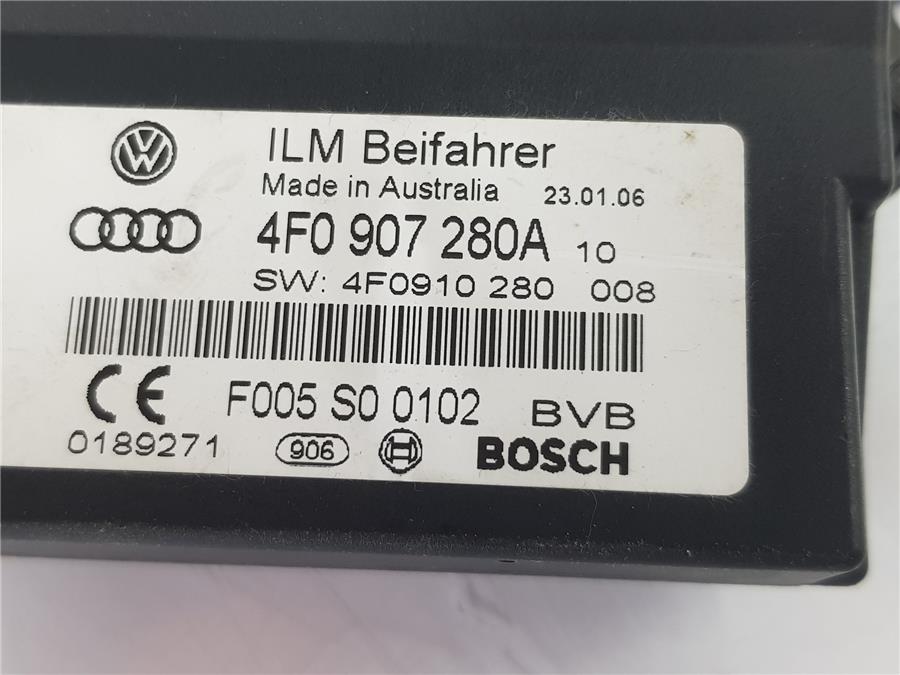 ILM Beifahrer
Made in Australia 23.01.06
4F0 907 280A 10
SW: 4F0910 280 008
CE F005 S0 0102 BVB
0189271 906 BOSCH